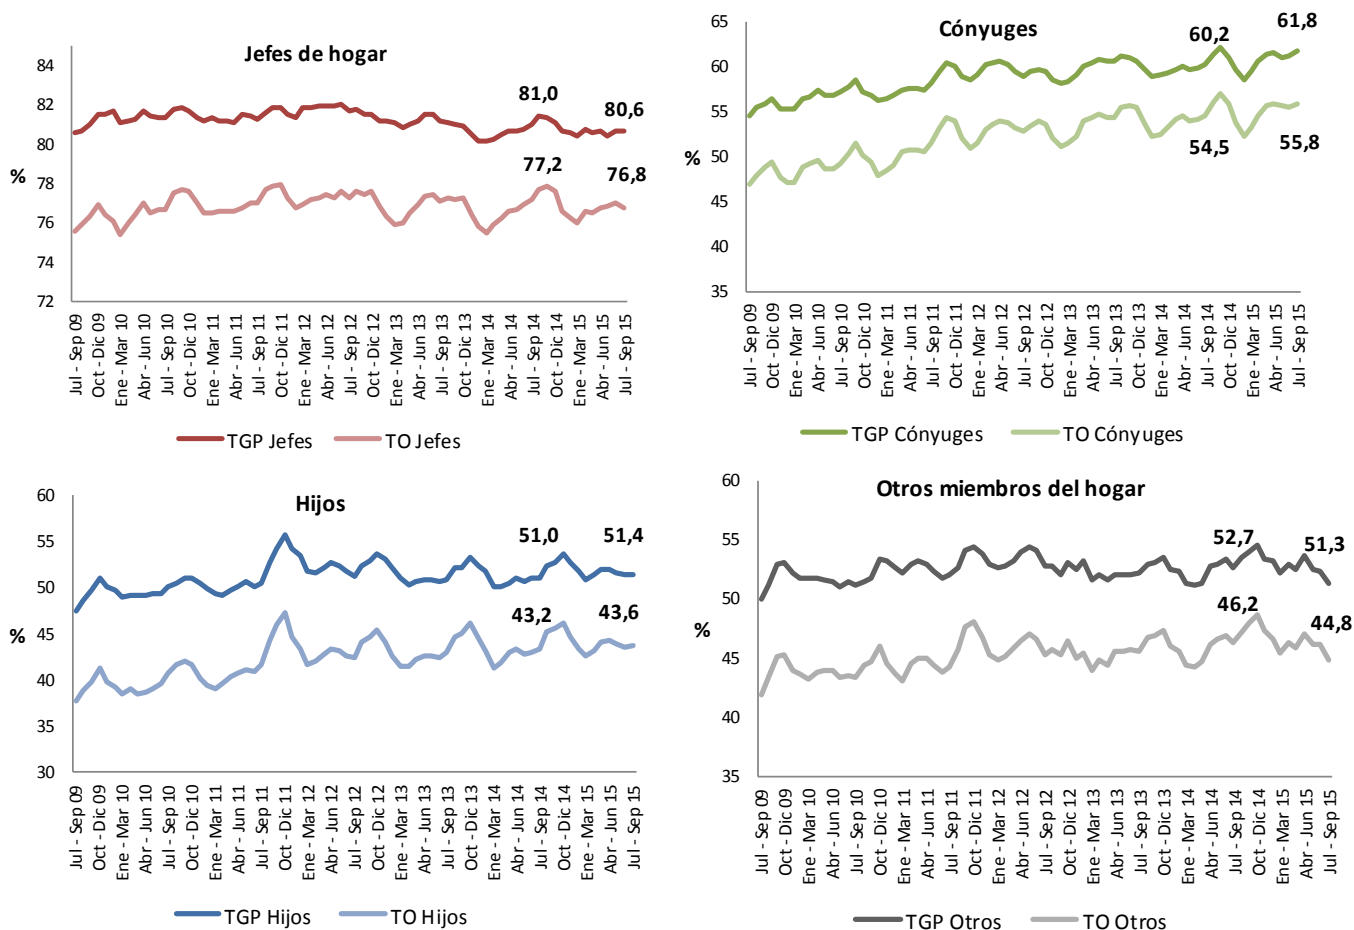 Jefes de hogar
84
82
80
78
76
74
72
%
81,0
80,6
77,2
76,8
Jul - Sep 09
Oct - Dic 09
Ene - Mar 10
Abr - Jun 10
Jul - Sep 10
Oct - Dic 10
Ene - Mar 11
Abr - Jun 11
Jul - Sep 11
Oct - Dic 11
Ene - Mar 12
Abr - Jun 12
Jul - Sep 12
Oct - Dic 12
Ene - Mar 13
Abr - Jun 13
Jul - Sep 13
Oct - Dic 13
Ene - Mar 14
Abr - Jun 14
Jul - Sep 14
Oct - Dic 14
Ene - Mar 15
Abr - Jun 15
Jul - Sep 15
TGP Jefes
TO Jefes
Cónyuges
65
60
55
50
45
40
35
%
60,2
61,8
54,5
55,8
Jul - Sep 09
Oct - Dic 09
Ene - Mar 10
Abr - Jun 10
Jul - Sep 10
Oct - Dic 10
Ene - Mar 11
Abr - Jun 11
Jul - Sep 11
Oct - Dic 11
Ene - Mar 12
Abr - Jun 12
Jul - Sep 12
Oct - Dic 12
Ene - Mar 13
Abr - Jun 13
Jul - Sep 13
Oct - Dic 13
Ene - Mar 14
Abr - Jun 14
Jul - Sep 14
Oct - Dic 14
Ene - Mar 15
Abr - Jun 15
Jul - Sep 15
TGP Cónyuges
TO Cónyuges
Hijos
60
55
50
45
40
35
30
%
51,0
51,4
43,2
43,6
Jul - Sep 09
Oct - Dic 09
Ene - Mar 10
Abr - Jun 10
Jul - Sep 10
Oct - Dic 10
Ene - Mar 11
Abr - Jun 11
Jul - Sep 11
Oct - Dic 11
Ene - Mar 12
Abr - Jun 12
Jul - Sep 12
Oct - Dic 12
Ene - Mar 13
Abr - Jun 13
Jul - Sep 13
Oct - Dic 13
Ene - Mar 14
Abr - Jun 14
Jul - Sep 14
Oct - Dic 14
Ene - Mar 15
Abr - Jun 15
Jul - Sep 15
TGP Hijos
TO Hijos
Otros miembros del hogar
60
55
50
45
40
35
%
52,7
51,3
46,2
44,8
Jul - Sep 09
Oct - Dic 09
Ene - Mar 10
Abr - Jun 10
Jul - Sep 10
Oct - Dic 10
Ene - Mar 11
Abr - Jun 11
Jul - Sep 11
Oct - Dic 11
Ene - Mar 12
Abr - Jun 12
Jul - Sep 12
Oct - Dic 12
Ene - Mar 13
Abr - Jun 13
Jul - Sep 13
Oct - Dic 13
Ene - Mar 14
Abr - Jun 14
Jul - Sep 14
Oct - Dic 14
Ene - Mar 15
Abr - Jun 15
Jul - Sep 15
TGP Otros
TO Otros